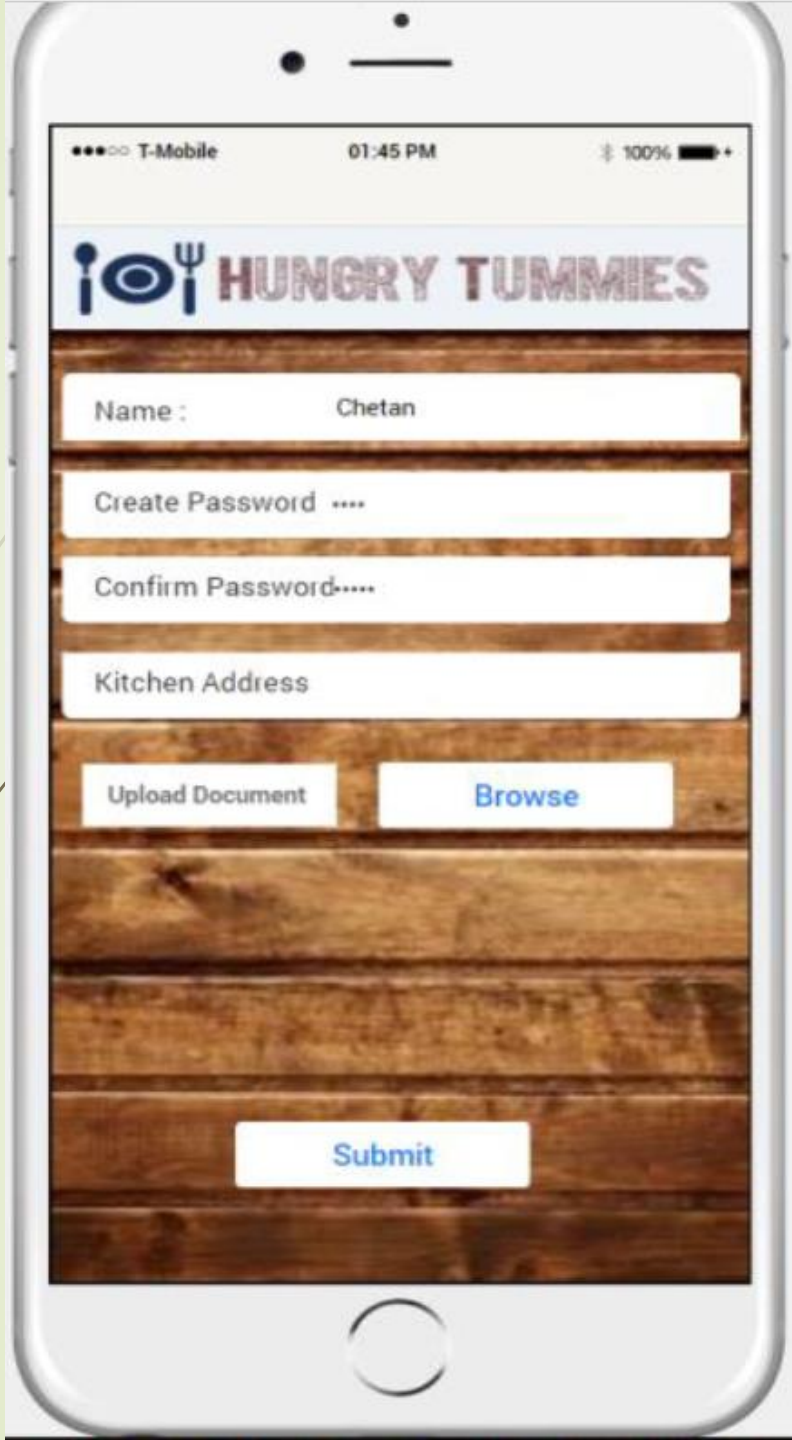 T-Mobile 01:45 PM 100%
HUNGRY TUMMIES
Name : Chetan
Create Password ····
Confirm Password·····
Kitchen Address
Upload Document Browse
Submit